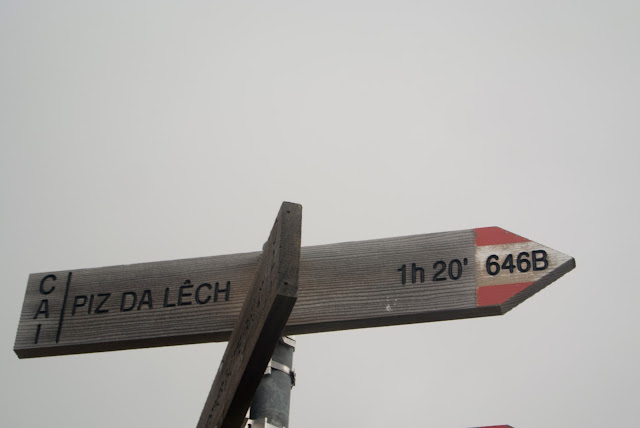 CAI PIZ DA LÊCH 1h 20' 646B